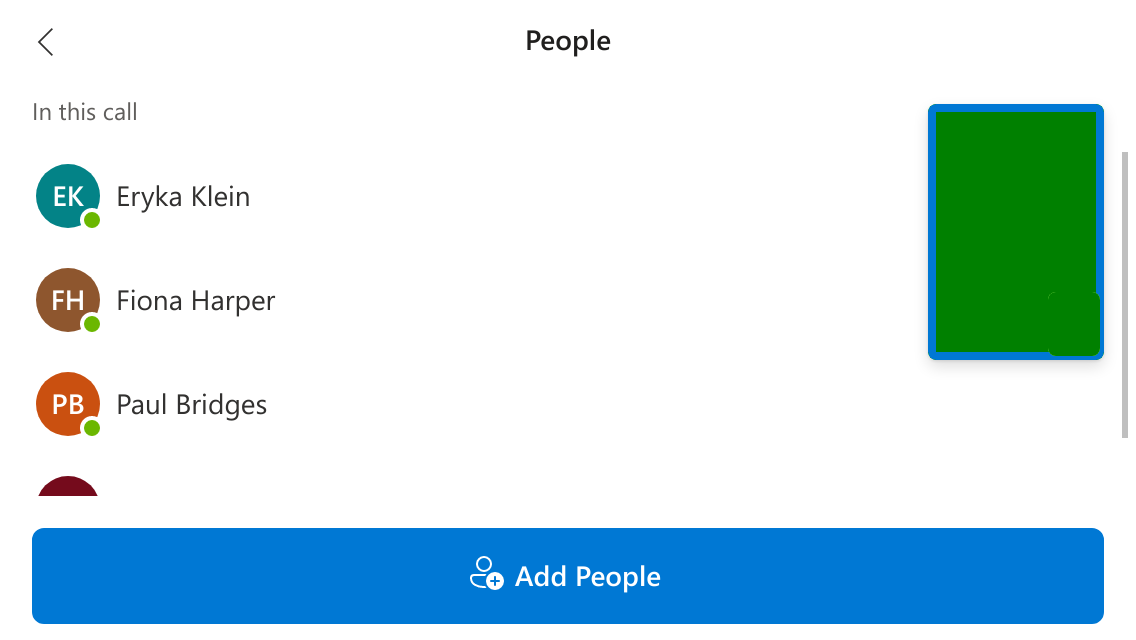 People
In this call
EK Eryka Klein
FH Fiona Harper
PB Paul Bridges
Add People